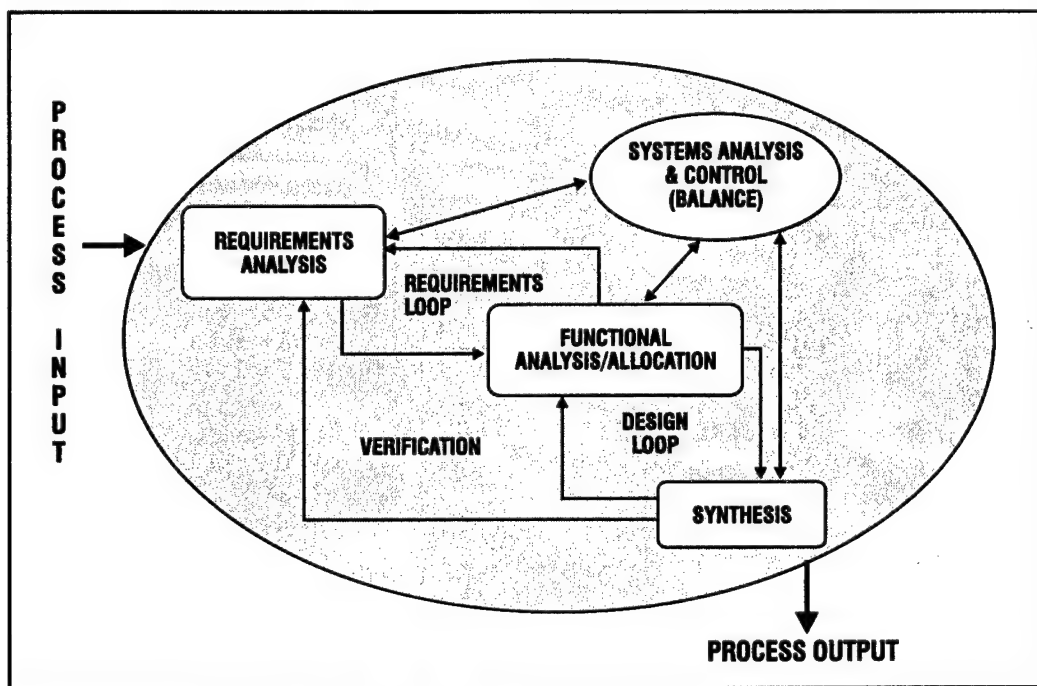 PROCESS INPUT
SYSTEMS ANALYSIS
& CONTROL
(BALANCE)
REQUIREMENTS
ANALYSIS
REQUIREMENTS
LOOP
FUNCTIONAL
ANALYSIS/ALLOCATION
DESIGN
LOOP
VERIFICATION
SYNTHESIS
PROCESS OUTPUT